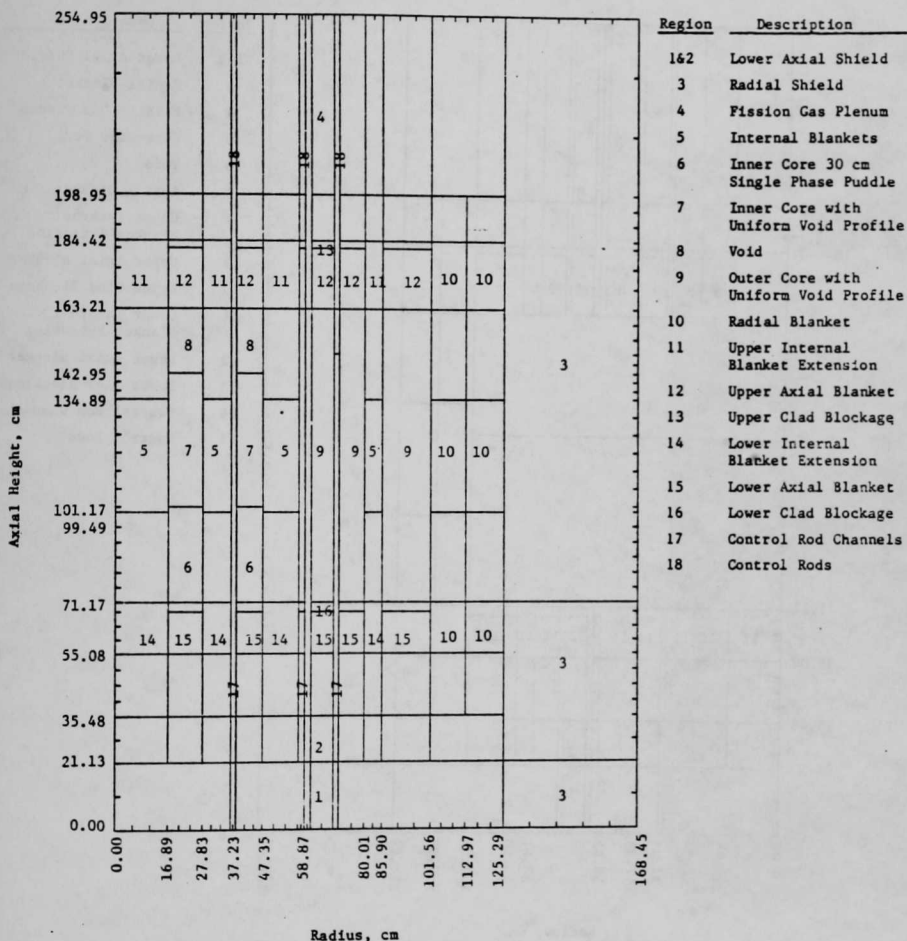 254.95
198.95
184.42
163.21
142.95
134.89
101.17
99.49
71.17
55.08
35.48
21.13
0.00
Axial Height, cm
4
18 18 18
13
11 12 11 12 11 12 12 11 12 10 10
8 8
3
5 7 5 7 5 9 9 5 9 10 10
6 6
16
14 15 14 15 14 15 15 14 15 10 10
3
17 17 17
2
1
3
0.00
16.89
27.83
37.23
47.35
58.87
80.01
85.90
101.56
112.97
125.29
168.45
Radius, cm
Region Description
1&2 Lower Axial Shield
3 Radial Shield
4 Fission Gas Plenum
5 Internal Blankets
6 Inner Core 30 cm
Single Phase Puddle
7 Inner Core with
Uniform Void Profile
8 Void
9 Outer Core with
Uniform Void Profile
10 Radial Blanket
11 Upper Internal
Blanket Extension
12 Upper Axial Blanket
13 Upper Clad Blockage
14 Lower Internal
Blanket Extension
15 Lower Axial Blanket
16 Lower Clad Blockage
17 Control Rod Channels
18 Control Rods